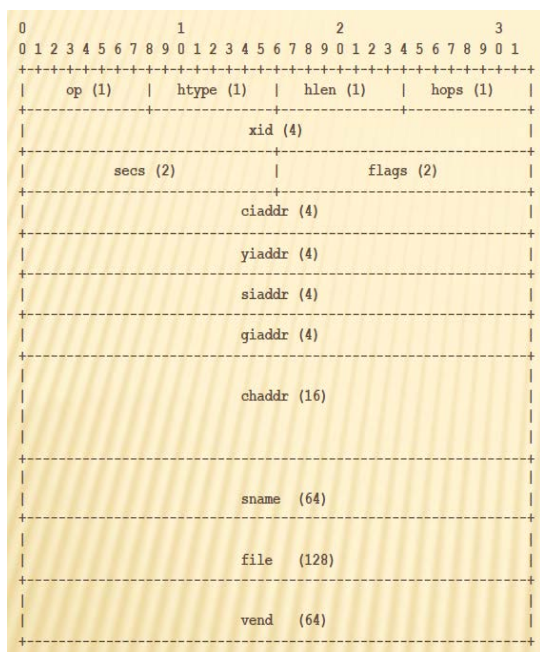 0 1 2 3
0 1 2 3 4 5 6 7 8 9 0 1 2 3 4 5 6 7 8 9 0 1 2 3 4 5 6 7 8 9 0 1
+-+-+-+-+-+-+-+-+-+-+-+-+-+-+-+-+-+-+-+-+-+-+-+-+-+-+-+-+-+-+-+-+
| op (1) | htype (1) | hlen (1) | hops (1) |
+---------------+---------------+---------------+---------------+
| xid (4) |
+-------------------------------+-------------------------------+
| secs (2) | flags (2) |
+-------------------------------+-------------------------------+
| ciaddr (4) |
+---------------------------------------------------------------+
| yiaddr (4) |
+---------------------------------------------------------------+
| siaddr (4) |
+---------------------------------------------------------------+
| giaddr (4) |
+---------------------------------------------------------------+
| chaddr (16) |
+---------------------------------------------------------------+
| sname (64) |
+---------------------------------------------------------------+
| file (128) |
+---------------------------------------------------------------+
| vend (64) |
+---------------------------------------------------------------+